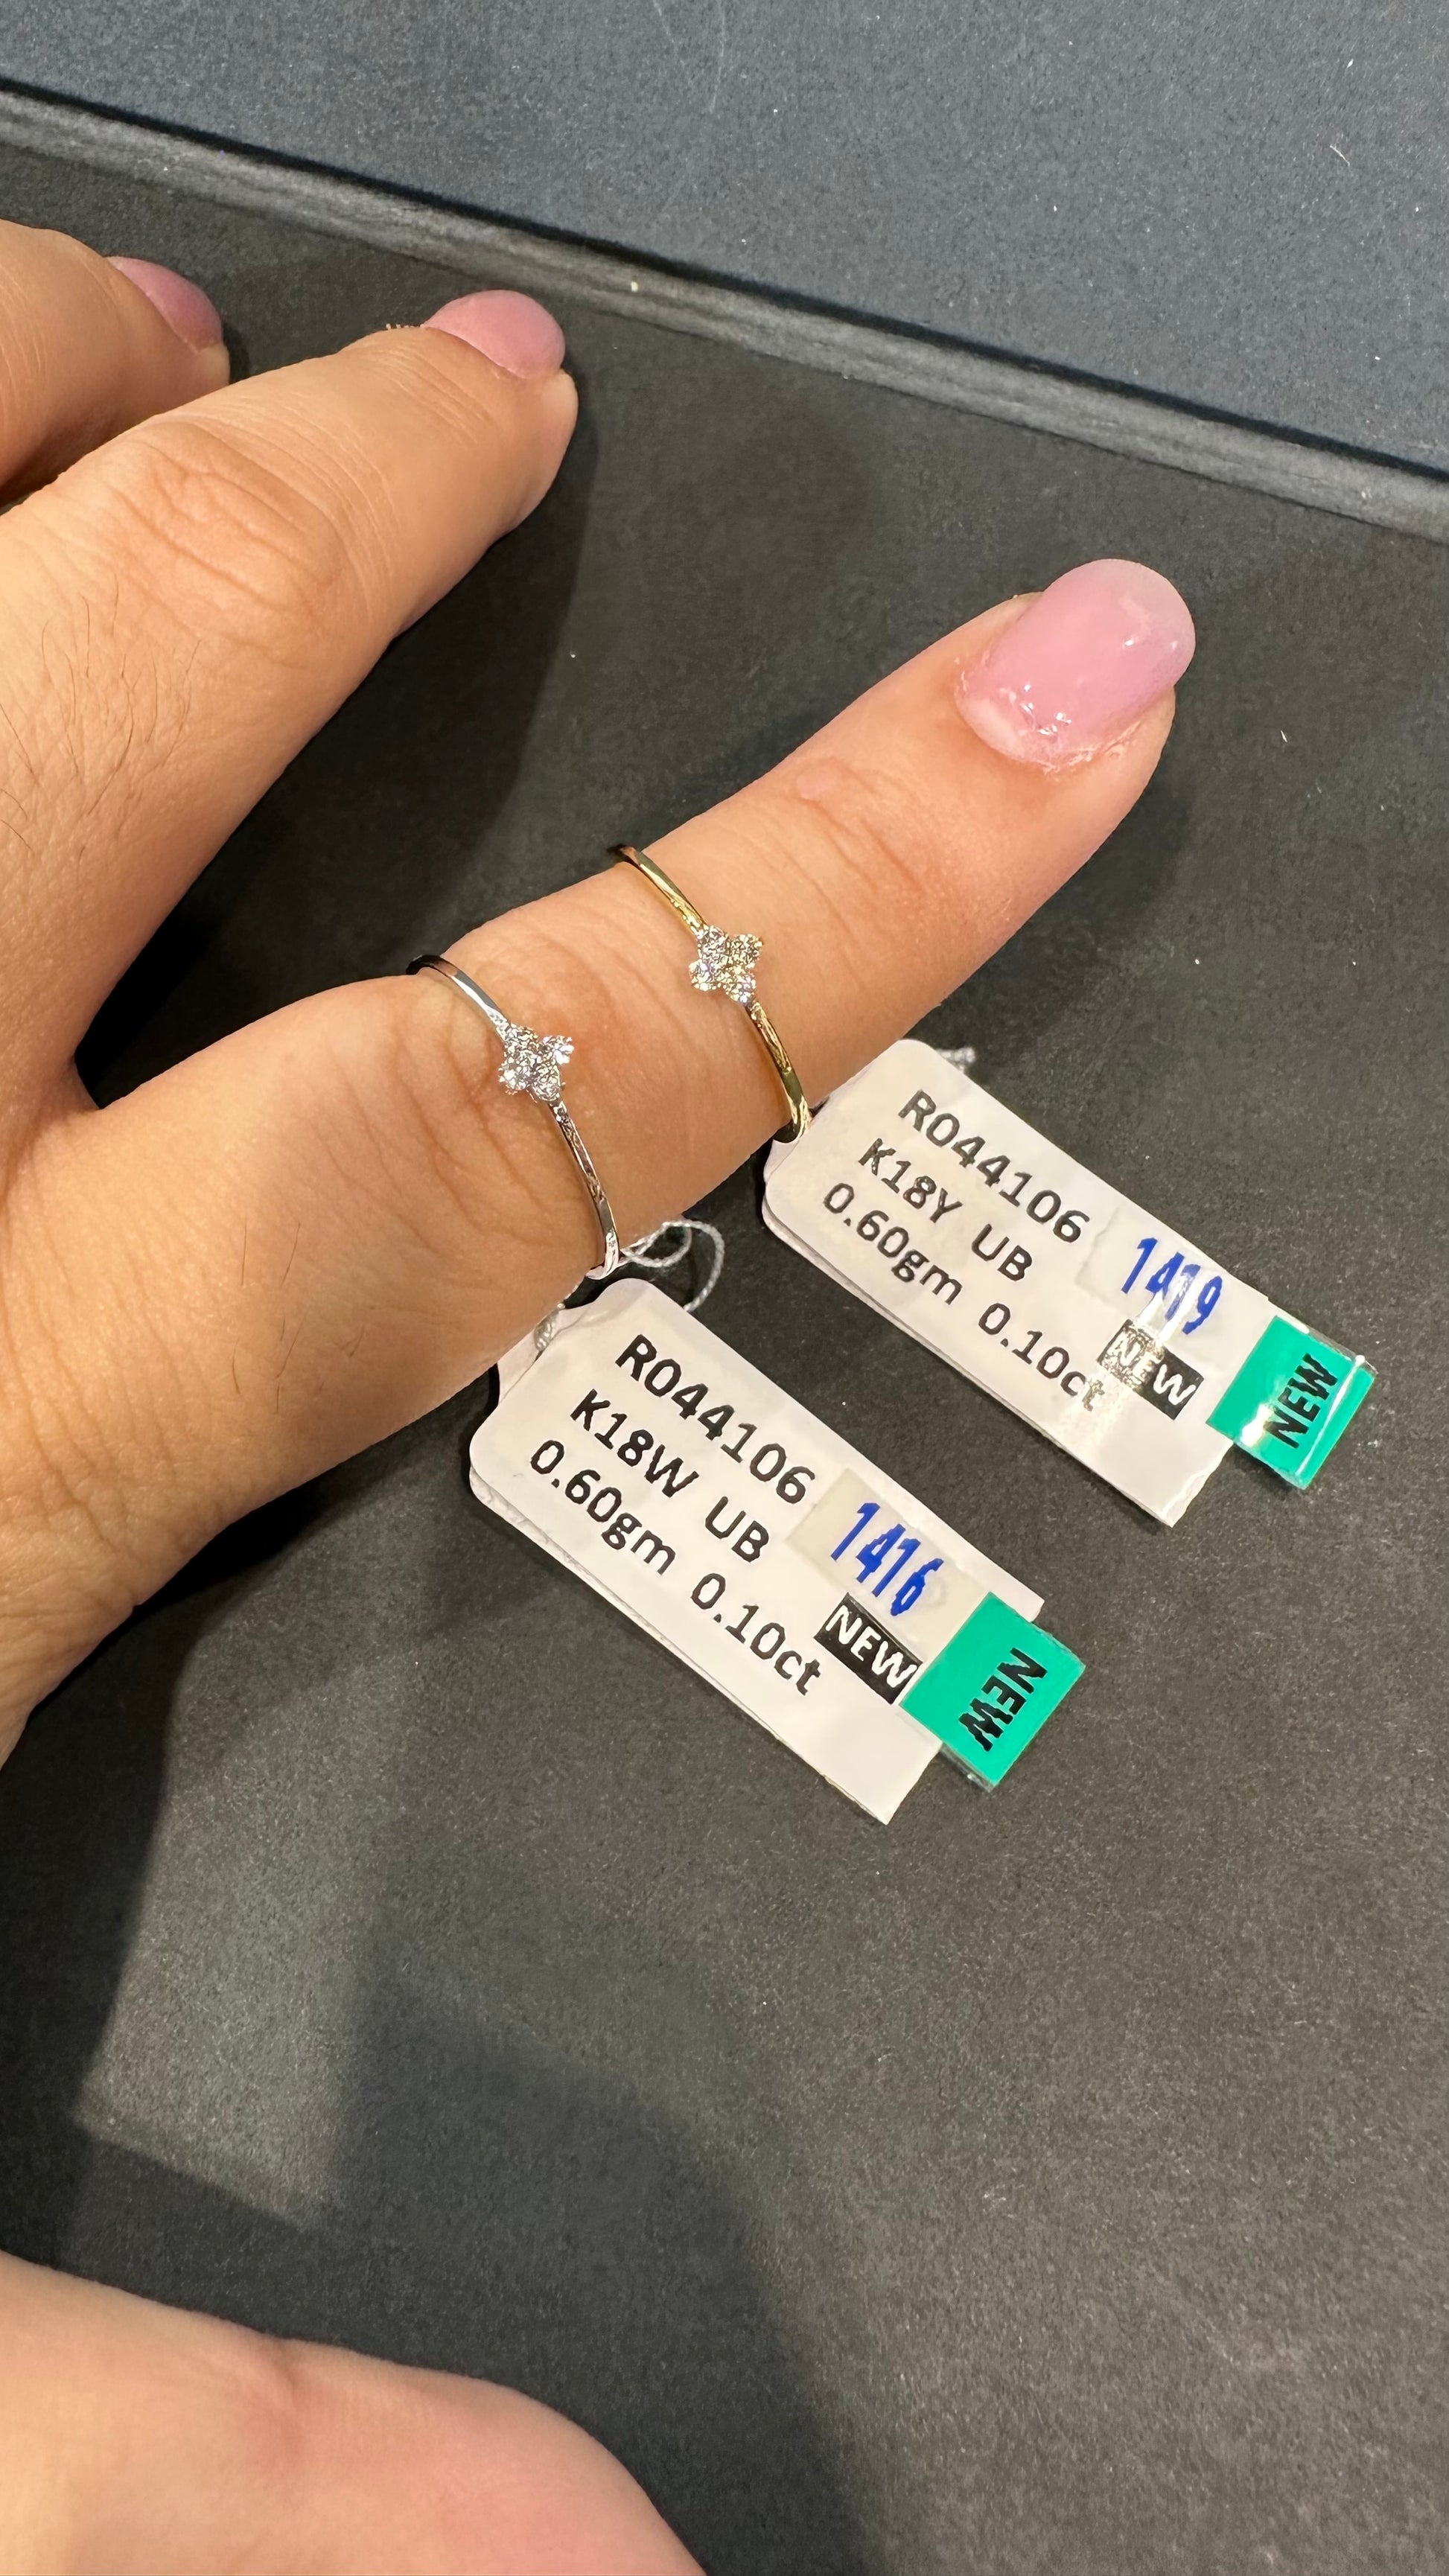 R044106
K18Y UB
0.60gm 0.10ct
1419
NEW
NEW
R044106
K18W UB
0.60gm 0.10ct
1416
NEW
NEW